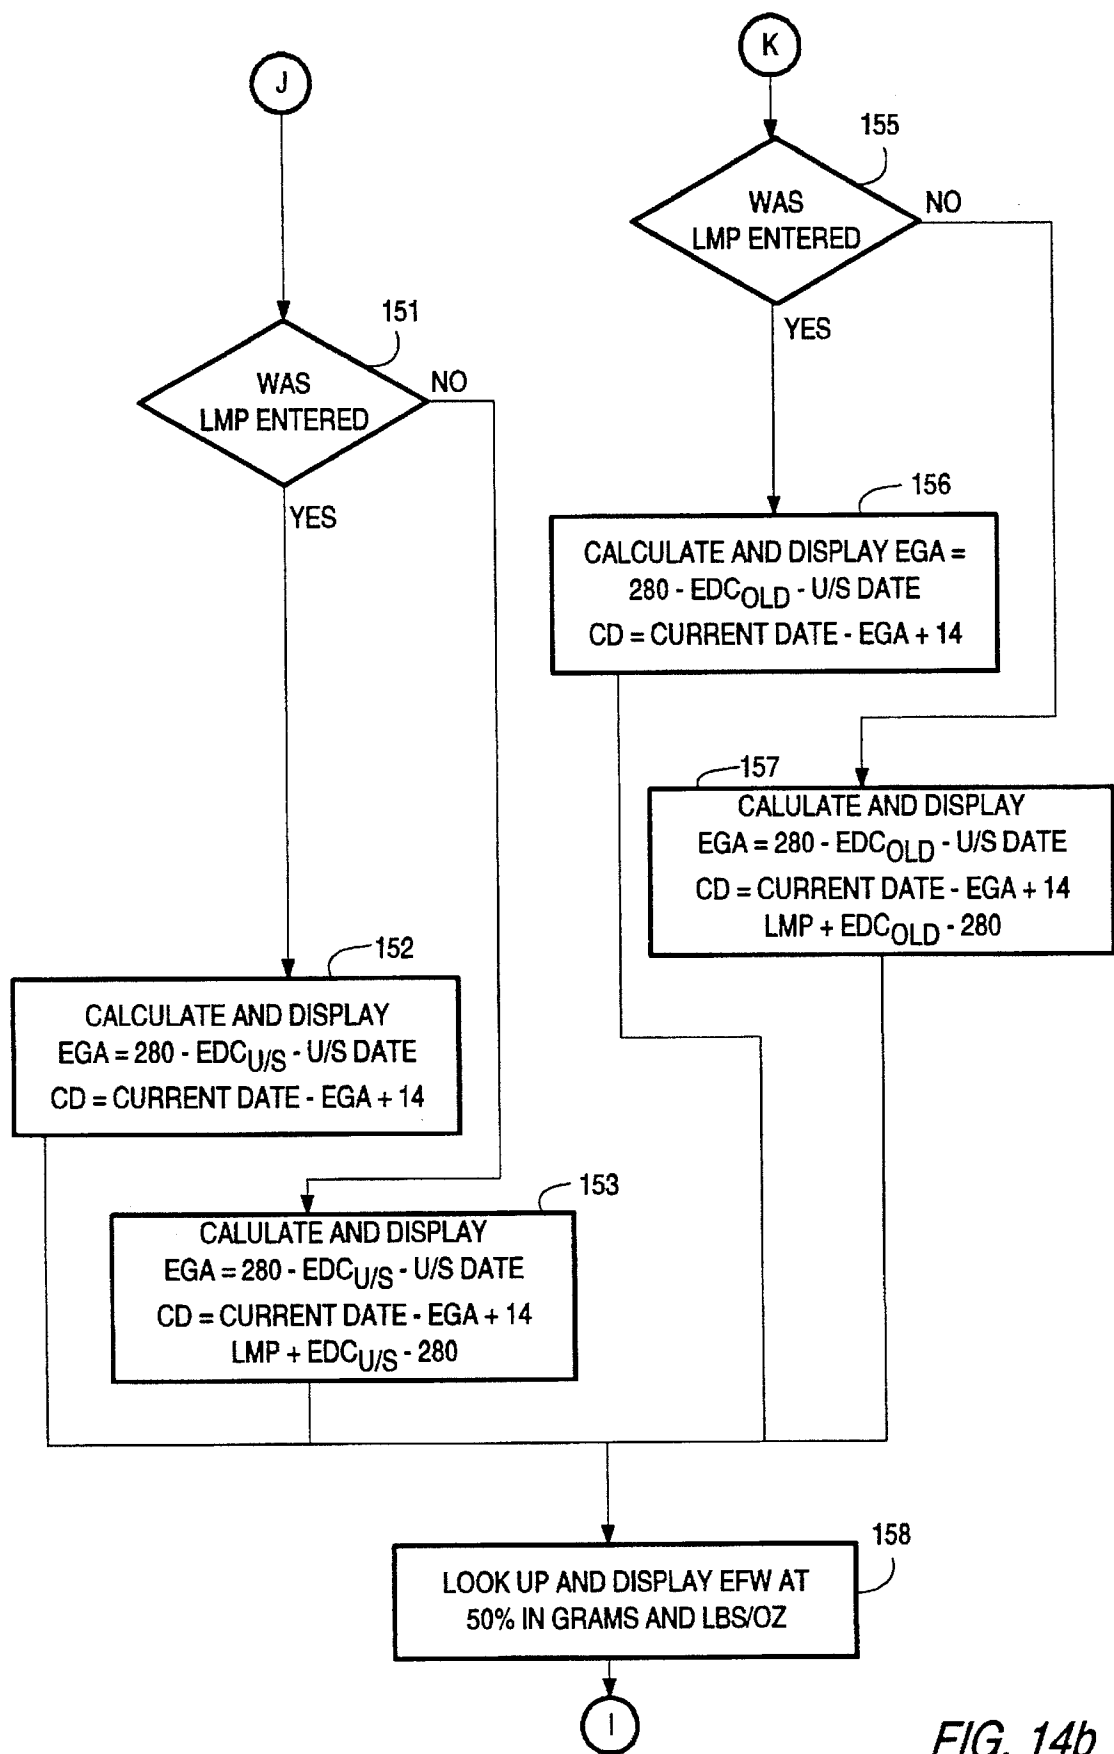 J
151
WAS
LMP ENTERED
NO
YES
152
CALCULATE AND DISPLAY
EGA = 280 - EDCU/S - U/S DATE
CD = CURRENT DATE - EGA + 14
153
CALULATE AND DISPLAY
EGA = 280 - EDCU/S - U/S DATE
CD = CURRENT DATE - EGA + 14
LMP + EDCU/S - 280
K
155
WAS
LMP ENTERED
NO
YES
156
CALCULATE AND DISPLAY EGA =
280 - EDCOLD - U/S DATE
CD = CURRENT DATE - EGA + 14
157
CALULATE AND DISPLAY
EGA = 280 - EDCOLD - U/S DATE
CD = CURRENT DATE - EGA + 14
LMP + EDCOLD - 280
158
LOOK UP AND DISPLAY EFW AT
50% IN GRAMS AND LBS/OZ
I
FIG. 14b